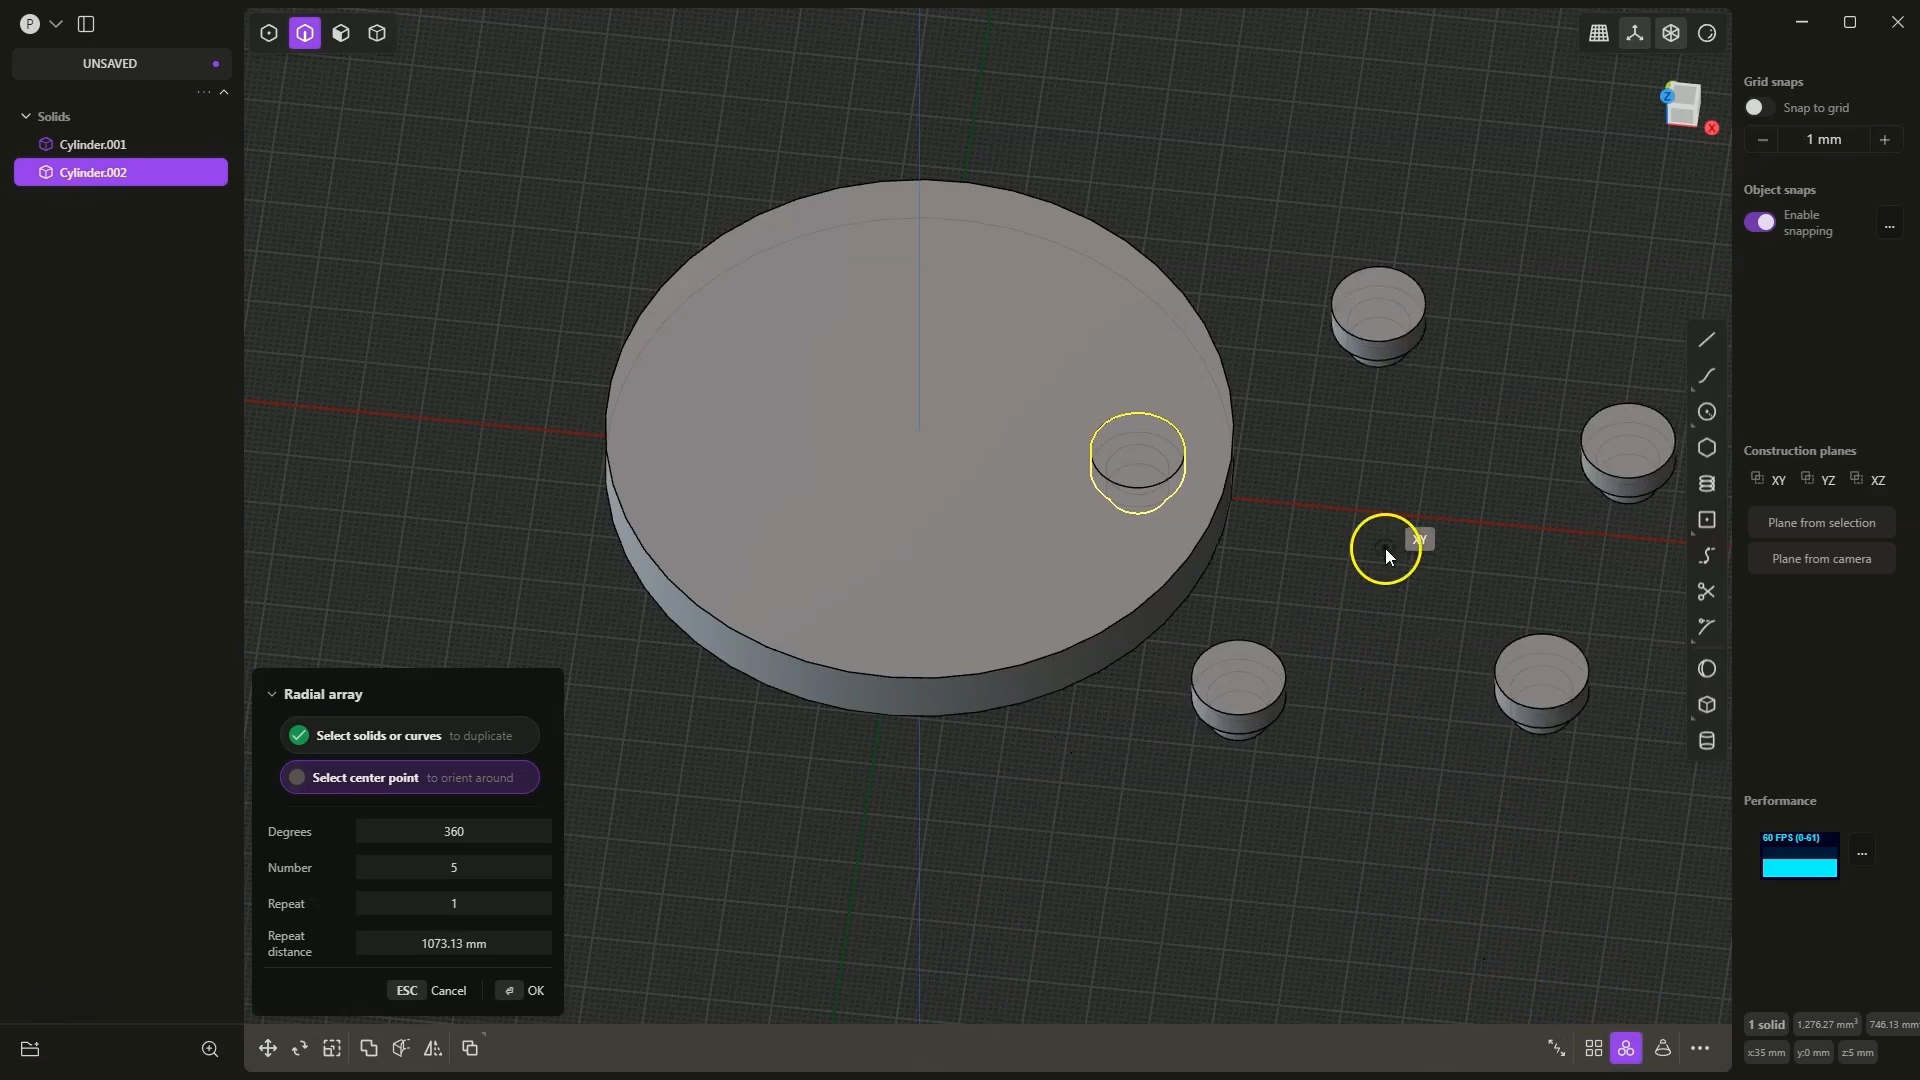 P
UNSAVED
...
Solids
Cylinder.001
Cylinder.002
Z
X
XY
Radial array
Select solids or curves to duplicate
Select center point to orient around
Degrees 360
Number 5
Repeat 1
Repeat distance 1073.13 mm
ESC Cancel OK
Grid snaps
Snap to grid
− 1 mm +
Object snaps
Enable snapping
...
Construction planes
XY YZ XZ
Plane from selection
Plane from camera
Performance
60 FPS (0-61)
...
1 solid 1,276.27 mm³ 746.13 mm
x:35 mm y:0 mm z:5 mm